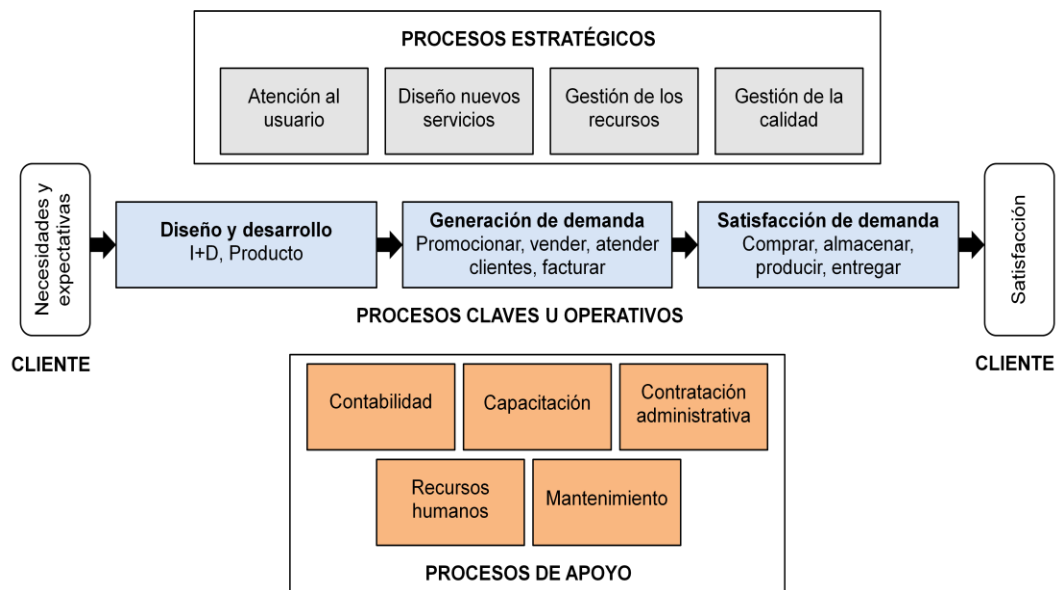 PROCESOS ESTRATÉGICOS
Atención al
usuario
Diseño nuevos
servicios
Gestión de los
recursos
Gestión de la
calidad
Necesidades y
expectativas
CLIENTE
Diseño y desarrollo
I+D, Producto
Generación de demanda
Promocionar, vender, atender
clientes, facturar
Satisfacción de demanda
Comprar, almacenar,
producir, entregar
Satisfacción
CLIENTE
PROCESOS CLAVES U OPERATIVOS
Contabilidad
Capacitación
Contratación
administrativa
Recursos
humanos
Mantenimiento
PROCESOS DE APOYO